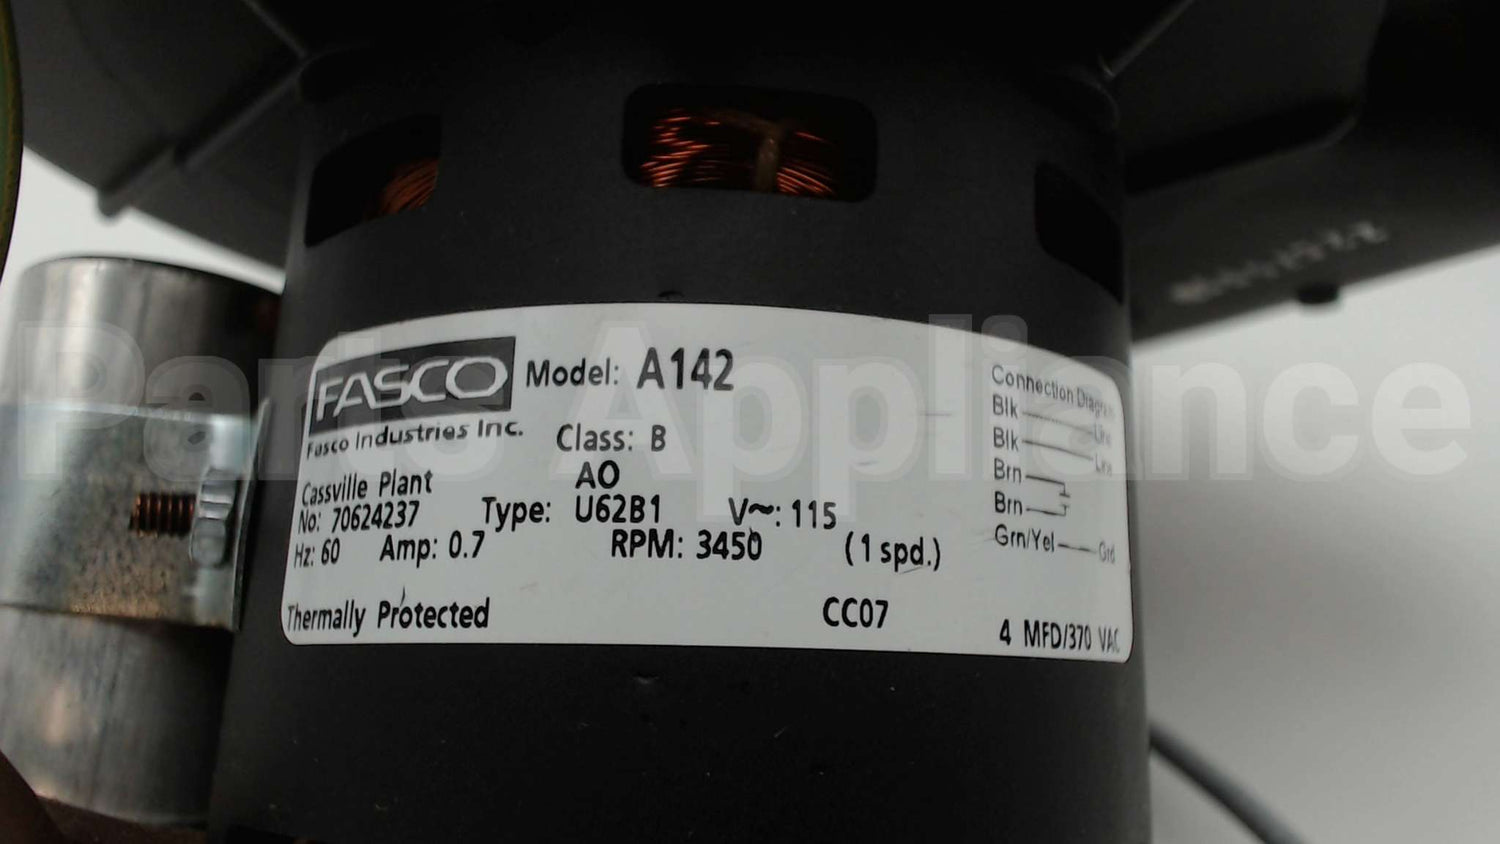 FASCO Model: A142
Fasco Industries Inc. Class: B
AO
Cassville Plant
No: 70624237 Type: U62B1 V~: 115
Hz: 60 Amp: 0.7 RPM: 3450 (1 spd.)
Thermally Protected CC07
Connection Diagram
Blk Line
Blk Line
Brn
Brn
Grn/Yel Grd
4 MFD/370 VAC
Parts Appliance